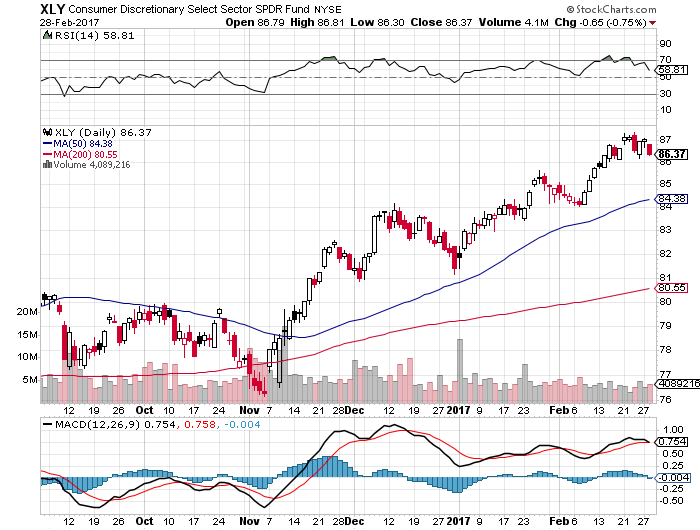 XLY Consumer Discretionary Select Sector SPDR Fund NYSE © StockCharts.com
28-Feb-2017 Open 86.79 High 86.81 Low 86.30 Close 86.37 Volume 4.1M Chg -0.65 (-0.75%)
RSI(14) 58.81
90
70
58.81
50
30
10
XLY (Daily) 86.37
MA(50) 84.38
MA(200) 80.55
Volume 4,089,216
87
86.37
86
85
84.38
84
83
82
81
80.55
80
79
78
77
4089216
76
20M
15M
10M
5M
12 19 26 Oct 10 17 24 Nov 7 14 21 28 Dec 12 19 27 2017 9 17 23 Feb 6 13 21 27
MACD(12,26,9) 0.754, 0.758, -0.004
1.00
0.754
0.50
0.25
-0.004
-0.25
-0.50
12 19 26 Oct 10 17 24 Nov 7 14 21 28 Dec 12 19 27 2017 9 17 23 Feb 6 13 21 27